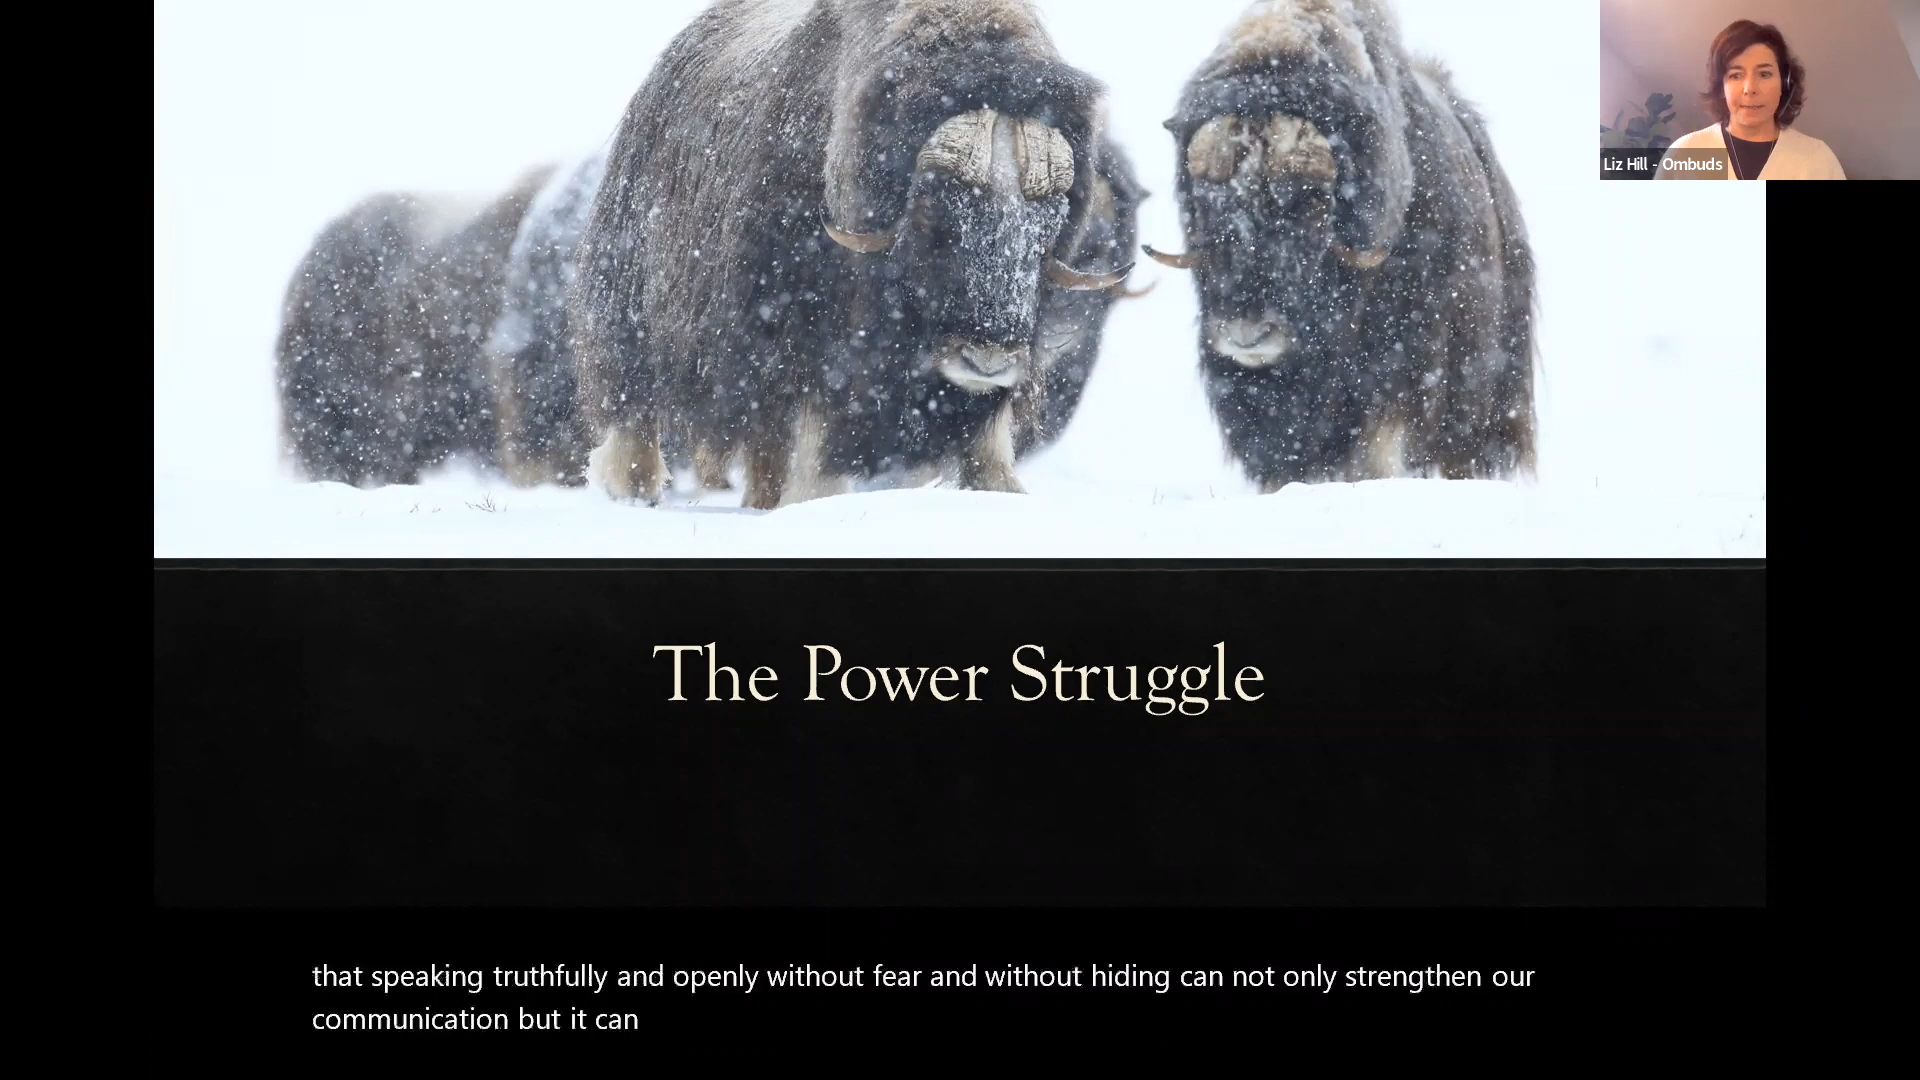 Liz Hill - Ombuds
The Power Struggle
that speaking truthfully and openly without fear and without hiding can not only strengthen our
communication but it can